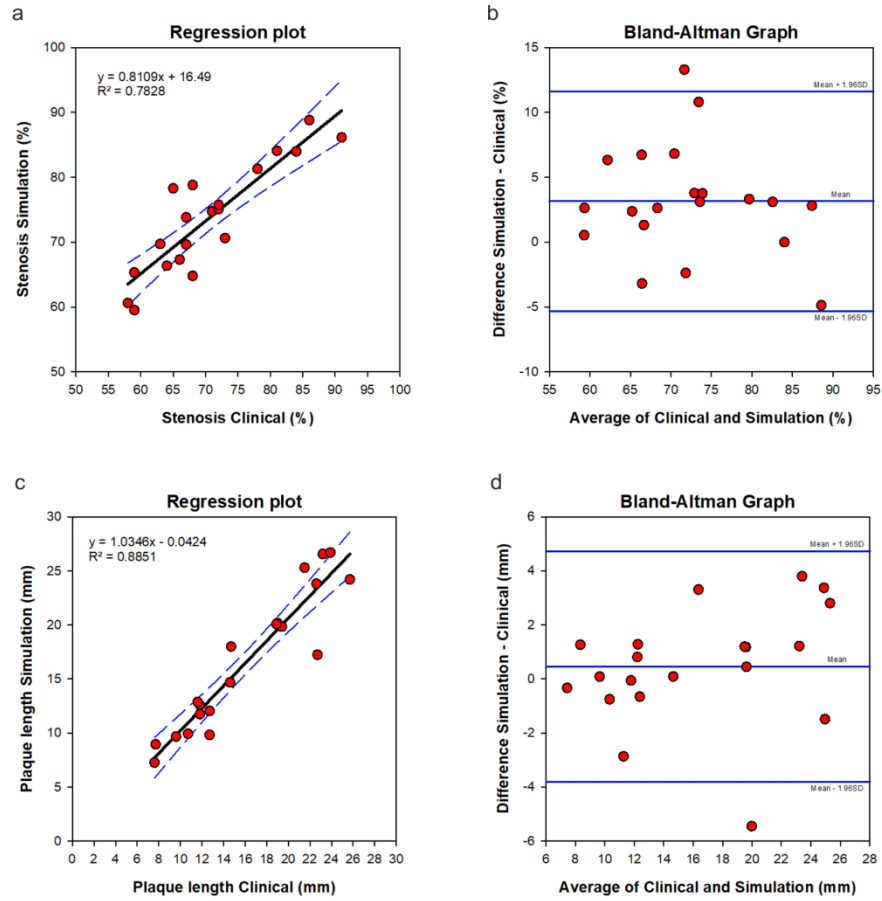 a
Regression plot
y = 0.8109x + 16.49
R² = 0.7828
100
90
80
70
60
50
Stenosis Simulation (%)
50 55 60 65 70 75 80 85 90 95 100
Stenosis Clinical (%)
b
Bland-Altman Graph
Mean + 1.96SD
Mean
Mean - 1.96SD
15
10
5
0
-5
-10
Difference Simulation - Clinical (%)
55 60 65 70 75 80 85 90 95
Average of Clinical and Simulation (%)
c
Regression plot
y = 1.0346x - 0.0424
R² = 0.8851
30
25
20
15
10
5
0
Plaque length Simulation (mm)
0 2 4 6 8 10 12 14 16 18 20 22 24 26 28 30
Plaque length Clinical (mm)
d
Bland-Altman Graph
Mean + 1.96SD
Mean
Mean - 1.96SD
6
4
2
0
-2
-4
-6
Difference Simulation - Clinical (mm)
6 8 10 12 14 16 18 20 22 24 26 28
Average of Clinical and Simulation (mm)